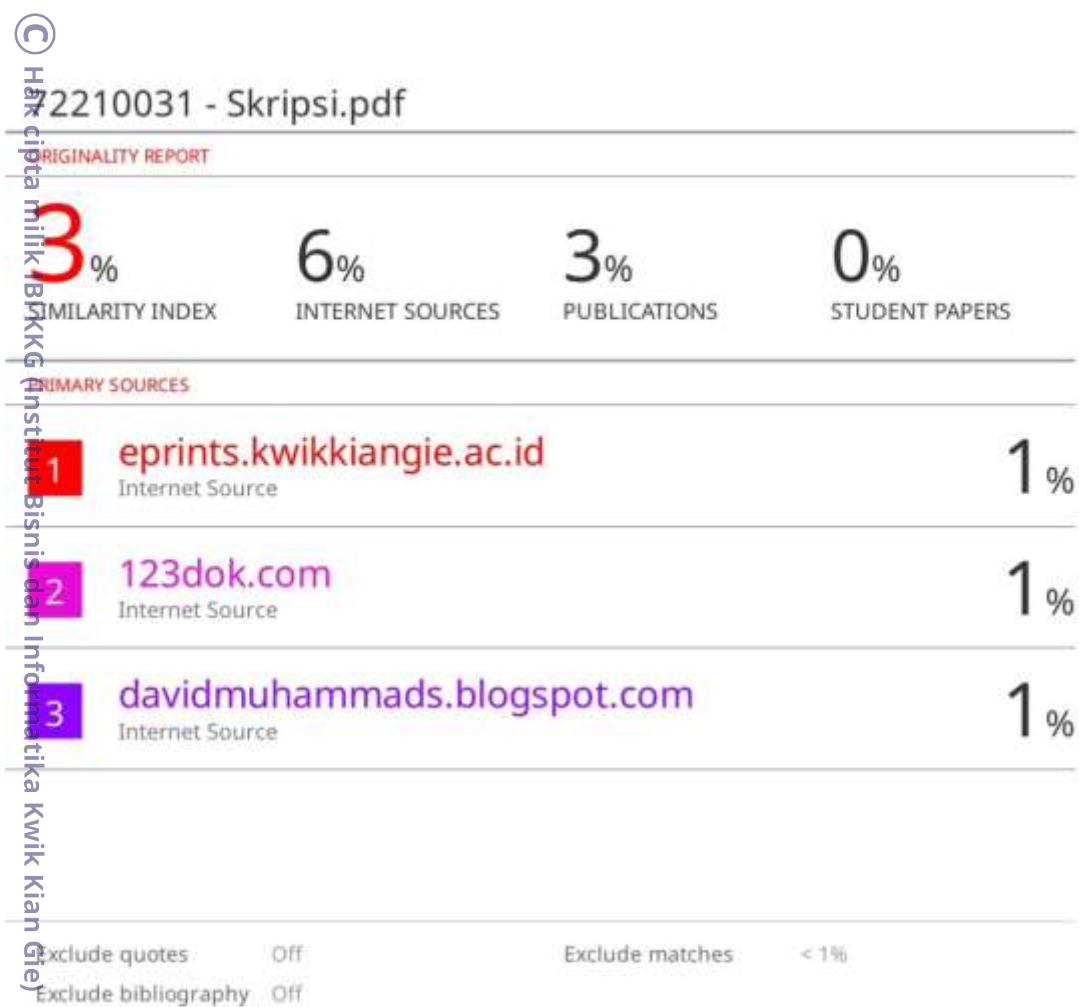 72210031 - Skripsi.pdf
ORIGINALITY REPORT
3% 6% 3% 0%
SIMILARITY INDEX INTERNET SOURCES PUBLICATIONS STUDENT PAPERS
PRIMARY SOURCES
1 eprints.kwikkiangie.ac.id 1%
Internet Source
2 123dok.com 1%
Internet Source
3 davidmuhammads.blogspot.com 1%
Internet Source
Exclude quotes Off Exclude matches < 1%
Exclude bibliography Off
© Hak cipta milik IBI KKG (Institut Bisnis dan Informatika Kwik Kian Gie)